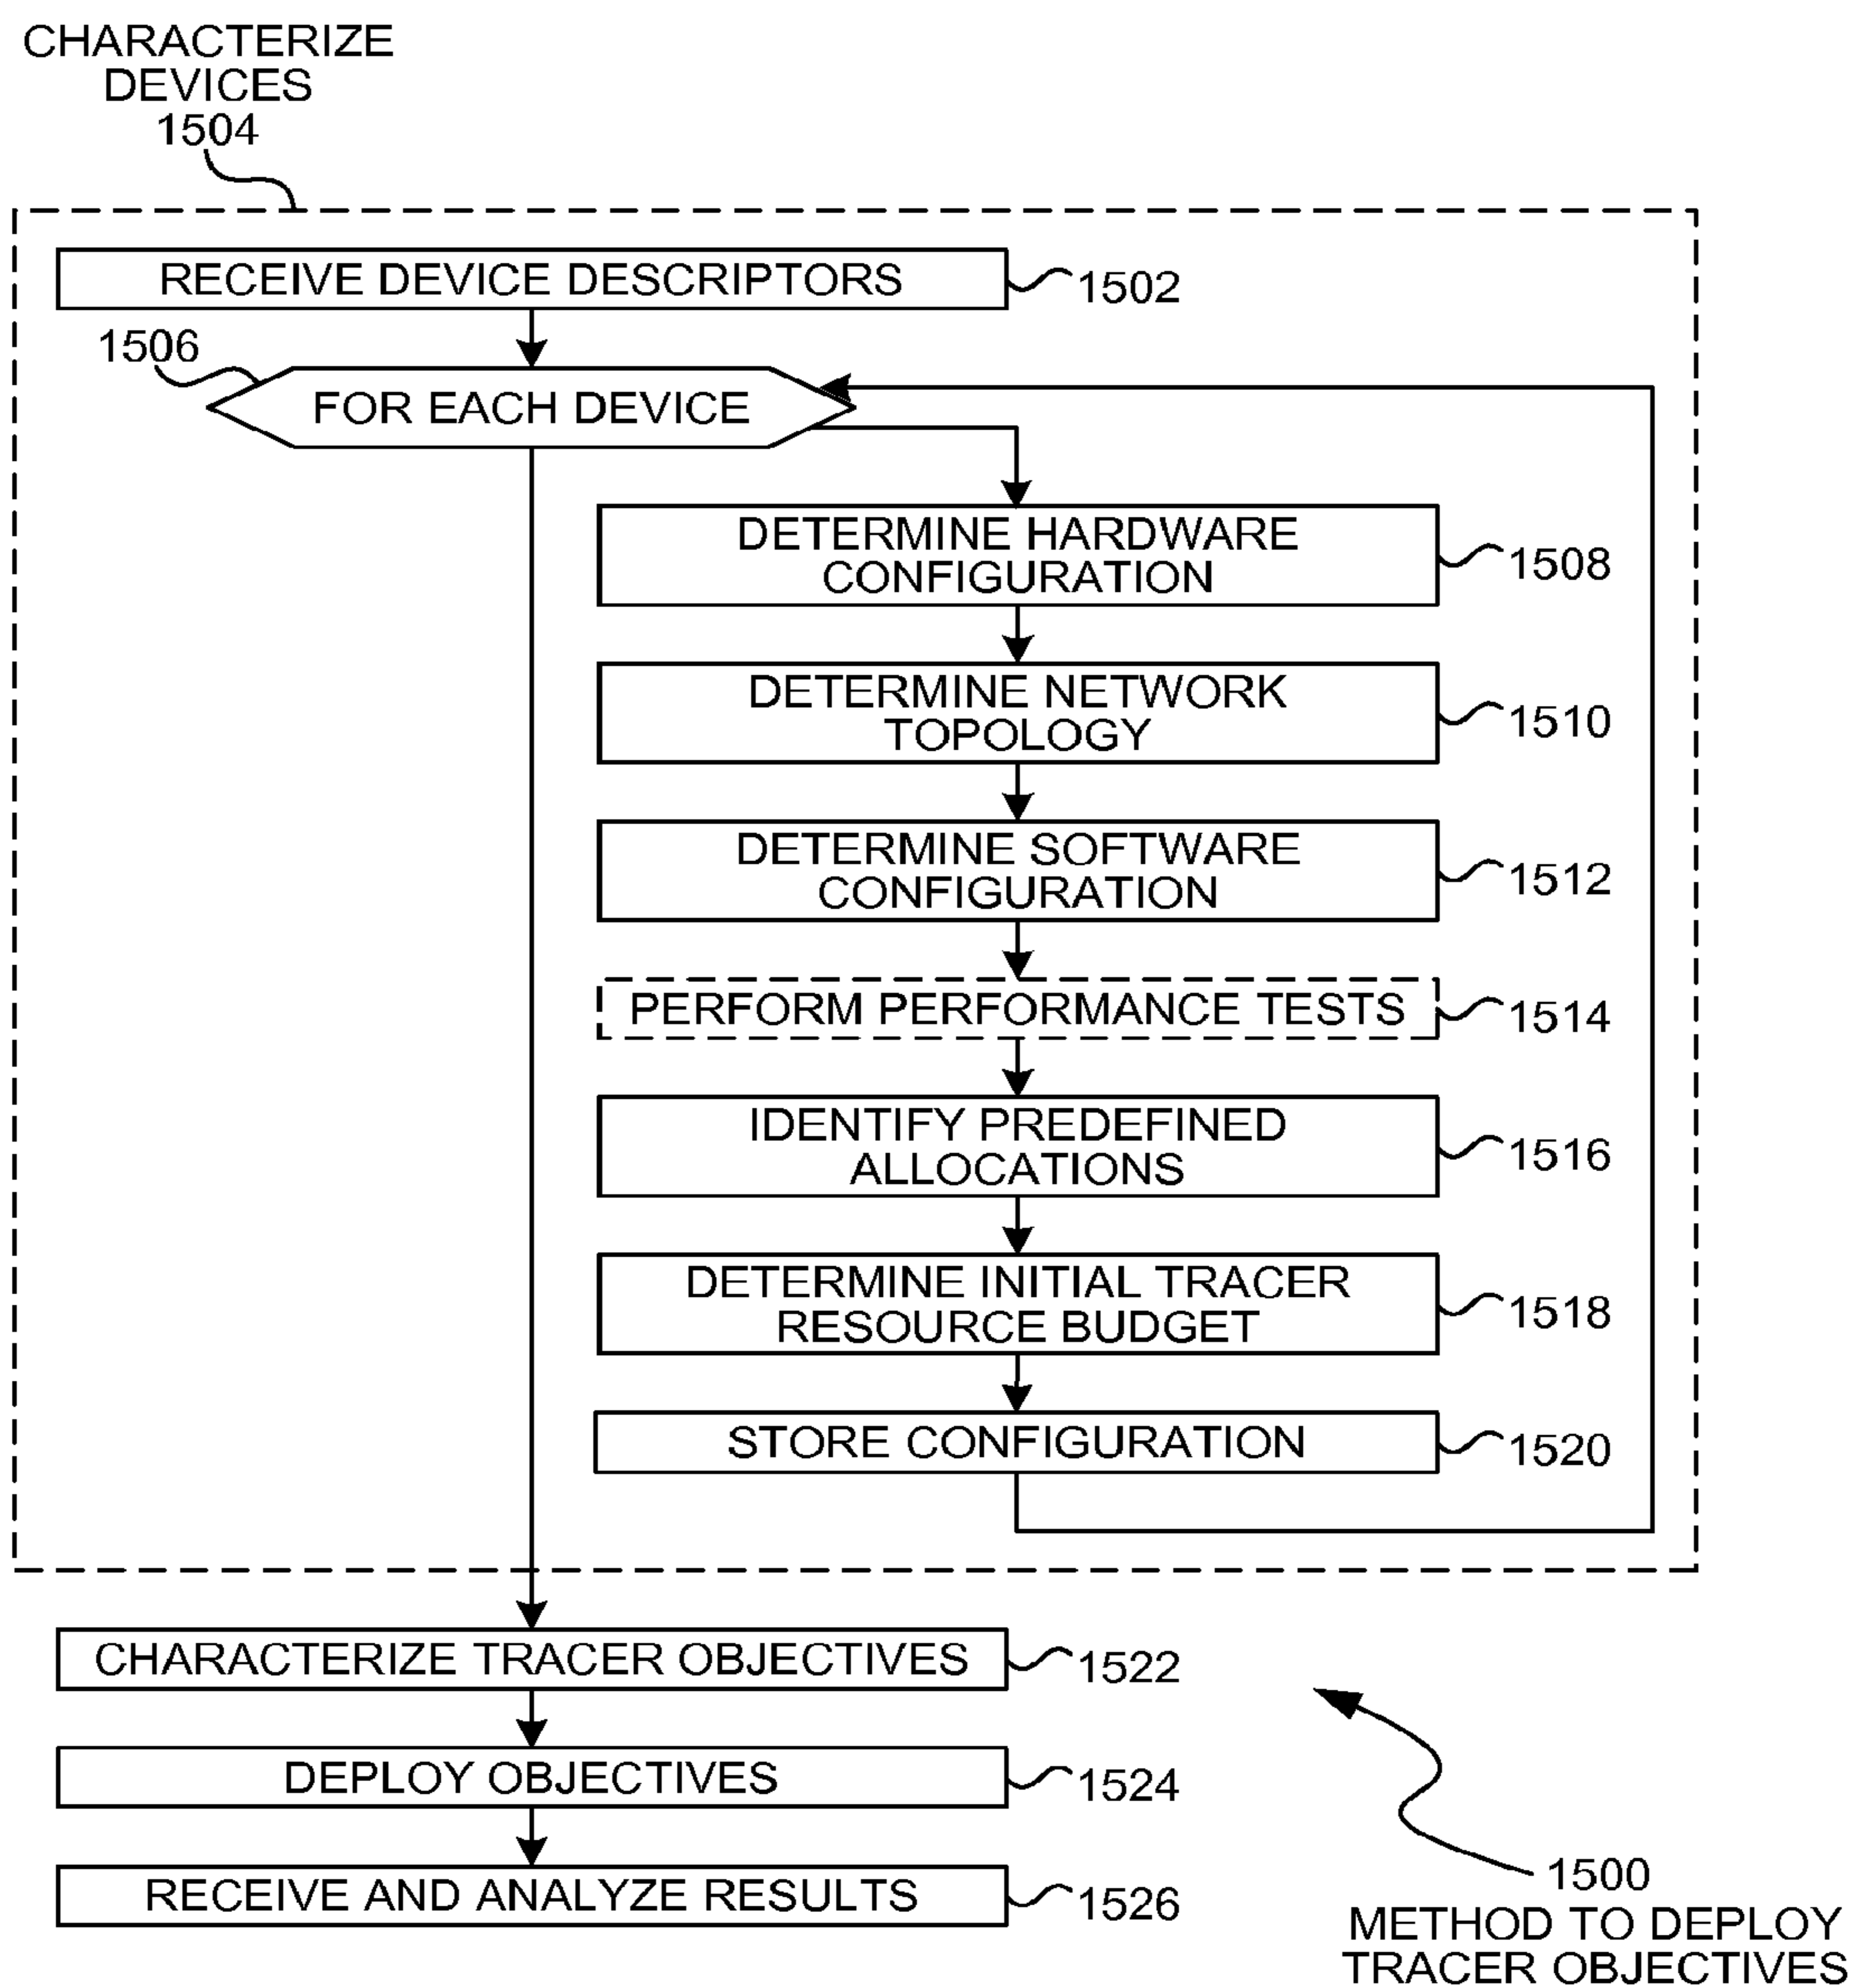 CHARACTERIZE
DEVICES
1504
RECEIVE DEVICE DESCRIPTORS
1502
1506
FOR EACH DEVICE
DETERMINE HARDWARE
CONFIGURATION
1508
DETERMINE NETWORK
TOPOLOGY
1510
DETERMINE SOFTWARE
CONFIGURATION
1512
PERFORM PERFORMANCE TESTS
1514
IDENTIFY PREDEFINED
ALLOCATIONS
1516
DETERMINE INITIAL TRACER
RESOURCE BUDGET
1518
STORE CONFIGURATION
1520
CHARACTERIZE TRACER OBJECTIVES
1522
DEPLOY OBJECTIVES
1524
RECEIVE AND ANALYZE RESULTS
1526
1500
METHOD TO DEPLOY
TRACER OBJECTIVES